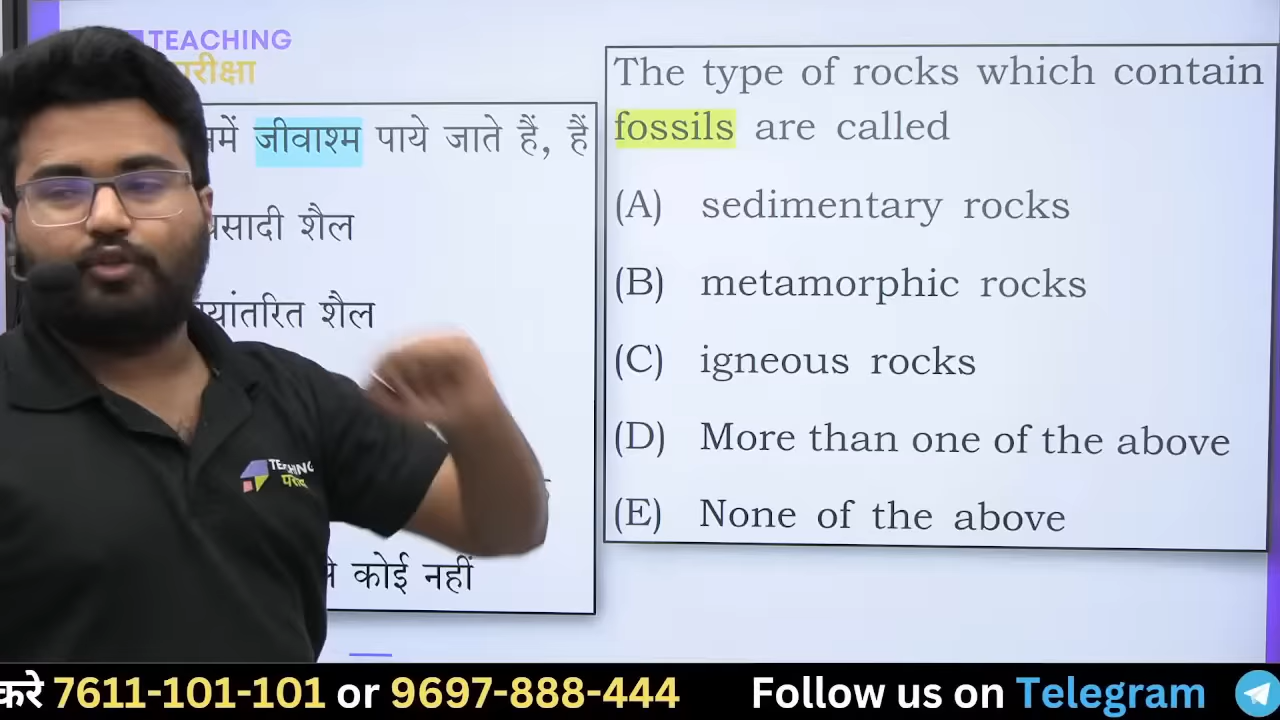 TEACHING
परीक्षा
जीवाश्म पाये जाते हैं, हैं
शैल
शैल
कोई नहीं
The type of rocks which contain
fossils are called
(A) sedimentary rocks
(B) metamorphic rocks
(C) igneous rocks
(D) More than one of the above
(E) None of the above
TEACHING
परीक्षा
करे 7611-101-101 or 9697-888-444
Follow us on Telegram